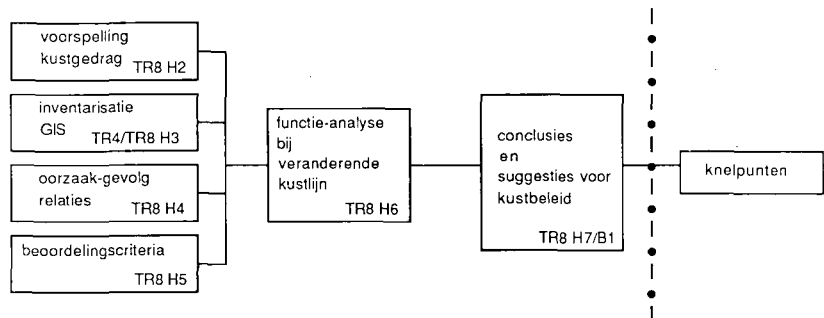 voorspelling
kustgedrag
TR8 H2
inventarisatie
GIS
TR4/TR8 H3
oorzaak-gevolg
relaties
TR8 H4
beoordelingscriteria
TR8 H5
functie-analyse
bij
veranderende
kustlijn
TR8 H6
conclusies
en
suggesties voor
kustbeleid
TR8 H7/B1
knelpunten